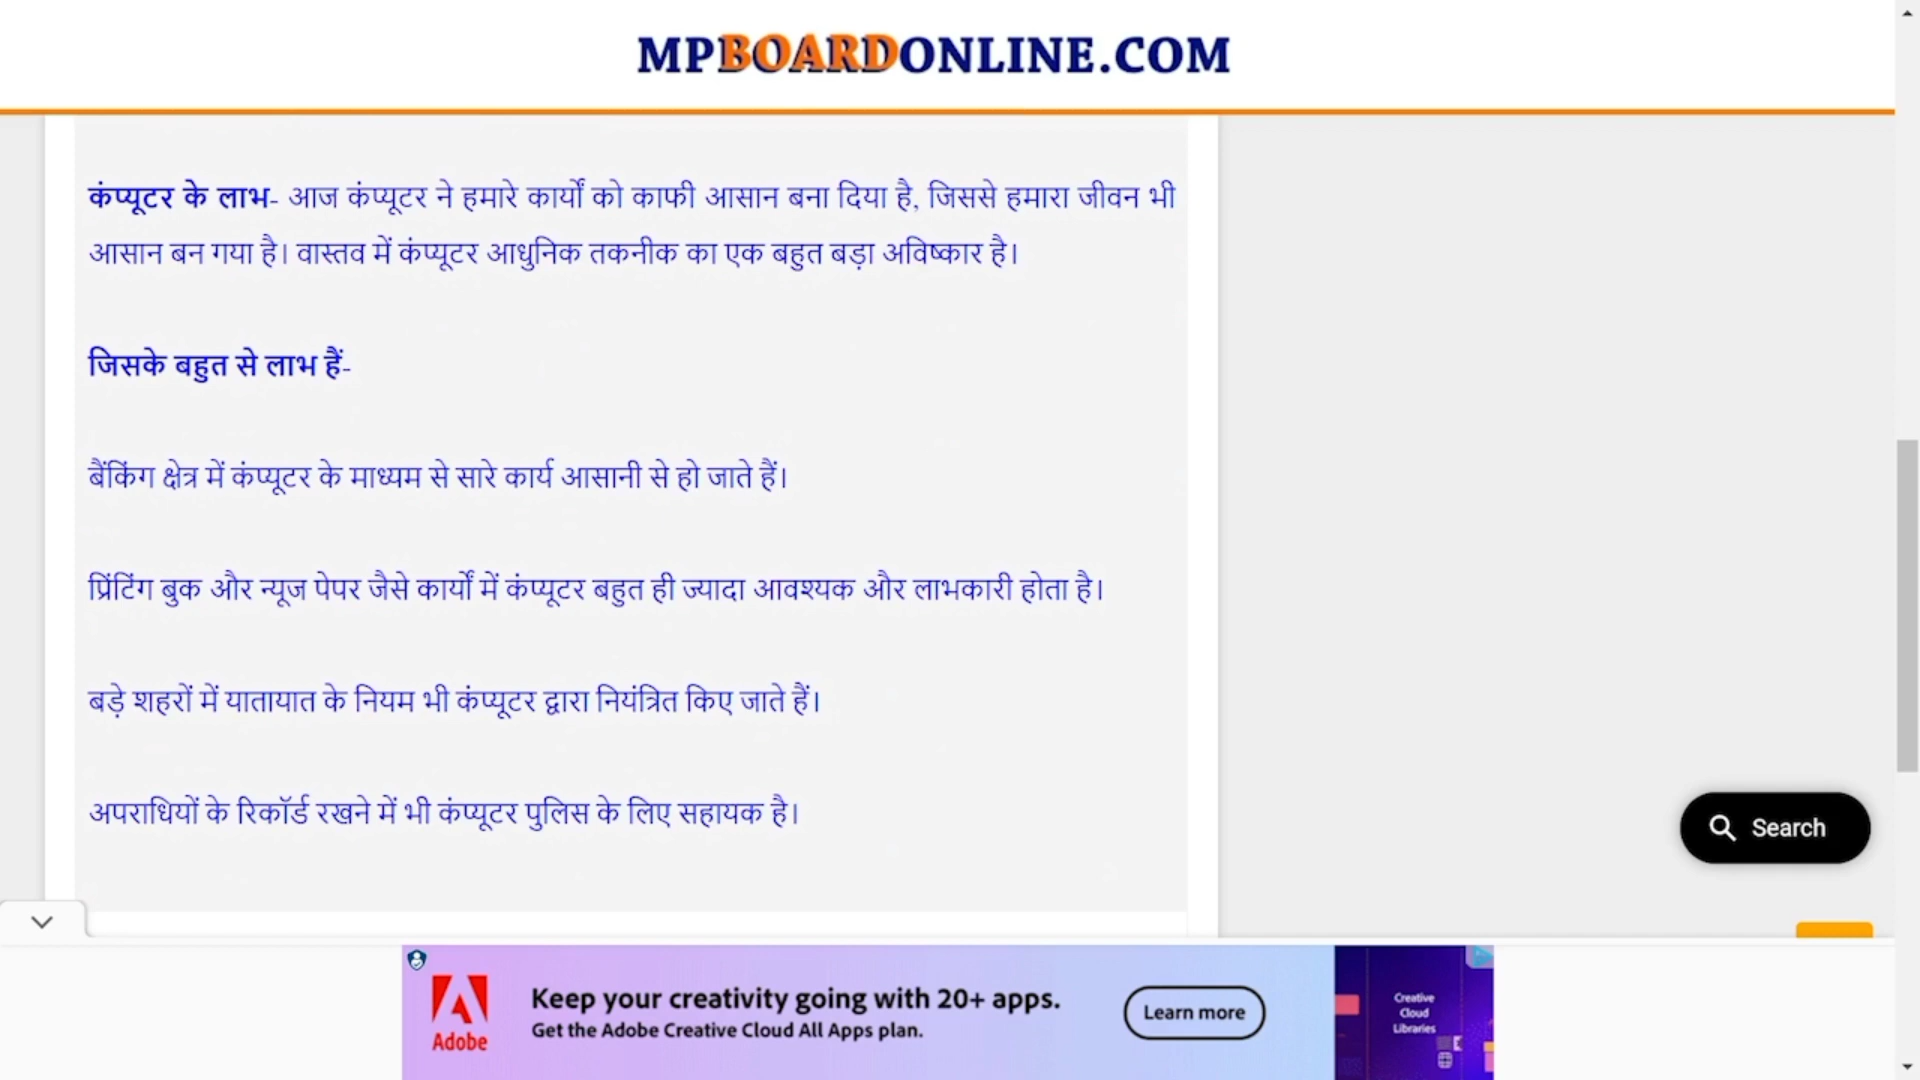 MPBOARDONLINE.COM
कंप्यूटर के लाभ- आज कंप्यूटर ने हमारे कार्यों को काफी आसान बना दिया है, जिससे हमारा जीवन भी
आसान बन गया है। वास्तव में कंप्यूटर आधुनिक तकनीक का एक बहुत बड़ा अविष्कार है।
जिसके बहुत से लाभ हैं-
बैंकिंग क्षेत्र में कंप्यूटर के माध्यम से सारे कार्य आसानी से हो जाते हैं।
प्रिंटिंग बुक और न्यूज पेपर जैसे कार्यों में कंप्यूटर बहुत ही ज्यादा आवश्यक और लाभकारी होता है।
बड़े शहरों में यातायात के नियम भी कंप्यूटर द्वारा नियंत्रित किए जाते हैं।
अपराधियों के रिकॉर्ड रखने में भी कंप्यूटर पुलिस के लिए सहायक है।
Search
Adobe
Keep your creativity going with 20+ apps.
Get the Adobe Creative Cloud All Apps plan.
Learn more
Creative
Cloud
Libraries